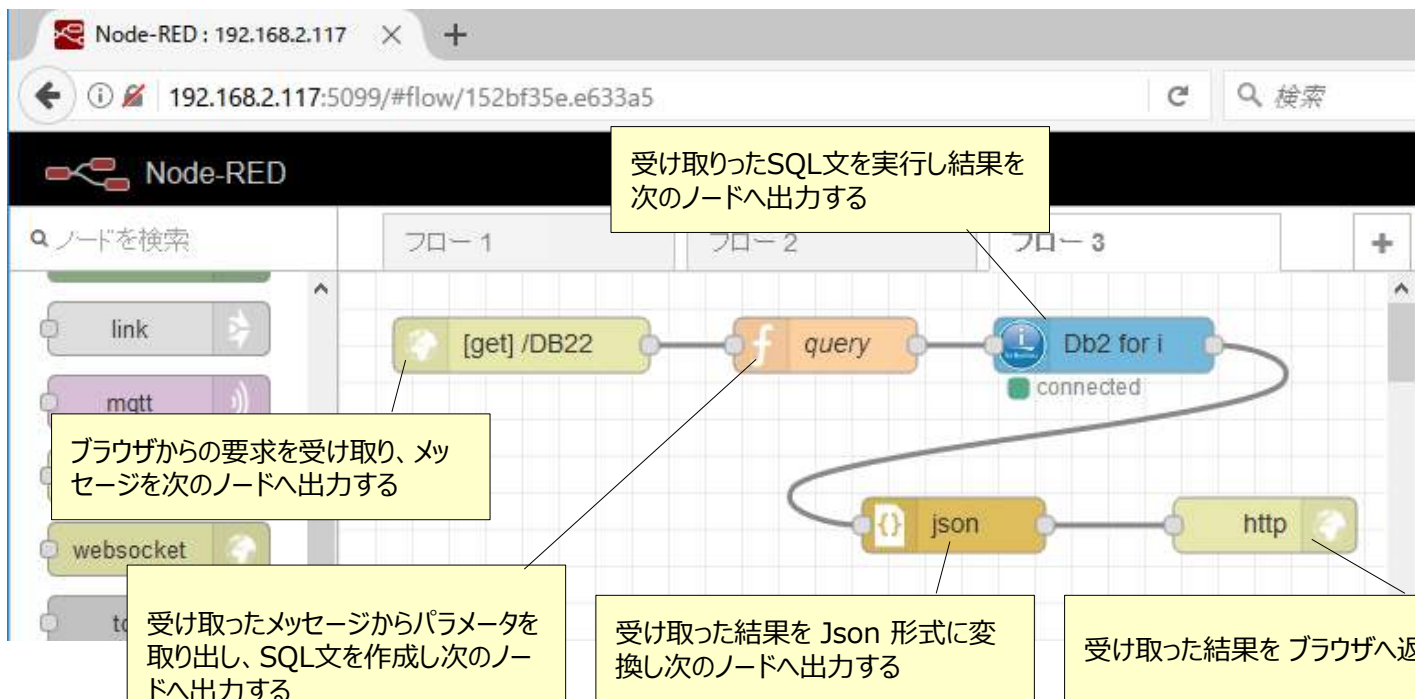 Node-RED : 192.168.2.117
192.168.2.117:5099/#flow/152bf35e.e633a5
検索
Node-RED
受け取りったSQL文を実行し結果を
次のノードへ出力する
ノードを検索
フロー 1
フロー 2
フロー 3
link
[get] /DB22
query
Db2 for i
connected
mqtt
ブラウザからの要求を受け取り、メッ
セージを次のノードへ出力する
json
http
websocket
受け取ったメッセージからパラメータを
取り出し、SQL文を作成し次のノー
ドへ出力する
受け取った結果を Json 形式に変
換し次のノードへ出力する
受け取った結果を ブラウザへ返